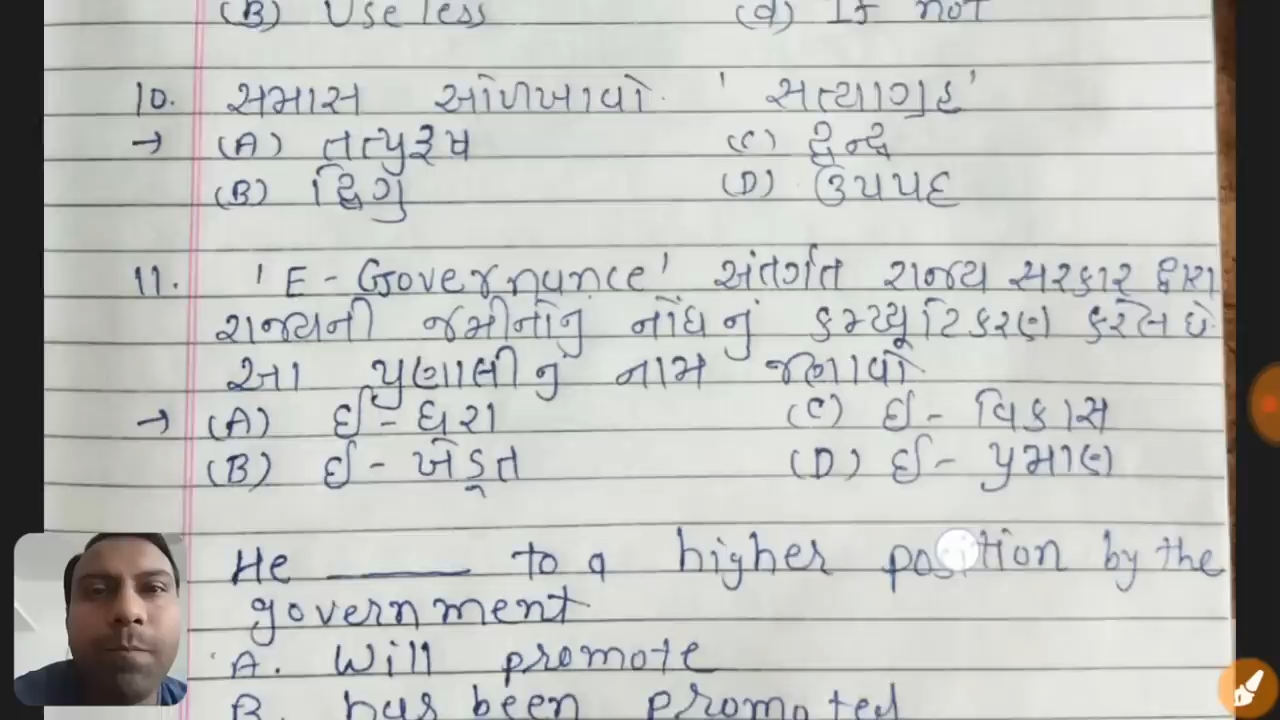 (B) Useless (d) If not
10. સમાસ ઓળખાવો. 'સત્યાગ્રહ'
→ (A) તત્પુરૂષ (C) દ્વન્દ્વ
(B) દ્વિગુ (D) ઉપપદ
11. 'E-Governance' અંતર્ગત રાજ્ય સરકાર દ્વારા
રાજ્યની જમીનોનું નોંધનું કમ્પ્યૂટિકરણ કરેલ છે.
આ પ્રણાલીનું નામ જણાવો
→ (A) ઈ-ધરા (C) ઈ-વિકાસ
(B) ઈ-ખેડૂત (D) ઈ-પ્રમાણ
He ____ to a higher position by the
government
A. Will promote
B. has been promoted